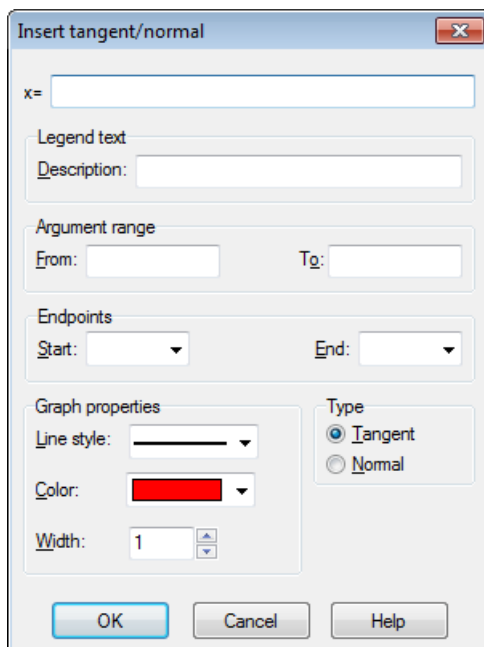 Insert tangent/normal
x=
Legend text
Description:
Argument range
From: To:
Endpoints
Start: End:
Graph properties
Line style:
Color:
Width: 1
Type
Tangent
Normal
OK Cancel Help